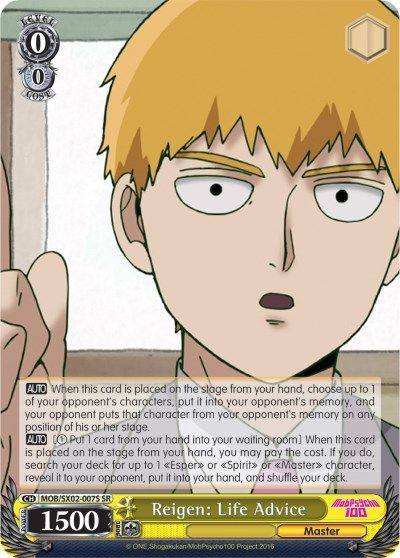 LEVEL
0
0
COST
AUTO When this card is placed on the stage from your hand, choose up to 1
of your opponent's characters, put it into your opponent's memory, and
your opponent puts that character from your opponent's memory on any
position of his or her stage.
AUTO [① Put 1 card from your hand into your waiting room] When this card
is placed on the stage from your hand, you may pay the cost. If you do,
search your deck for up to 1 «Esper» or «Spirit» or «Master» character,
reveal it to your opponent, put it into your hand, and shuffle your deck.
CH MOB/SX02-007S SR
POWER 1500
SOUL
Reigen: Life Advice
MobPsycho 100
Master
© ONE,Shogakukan/MobPsycho100 Project 2016